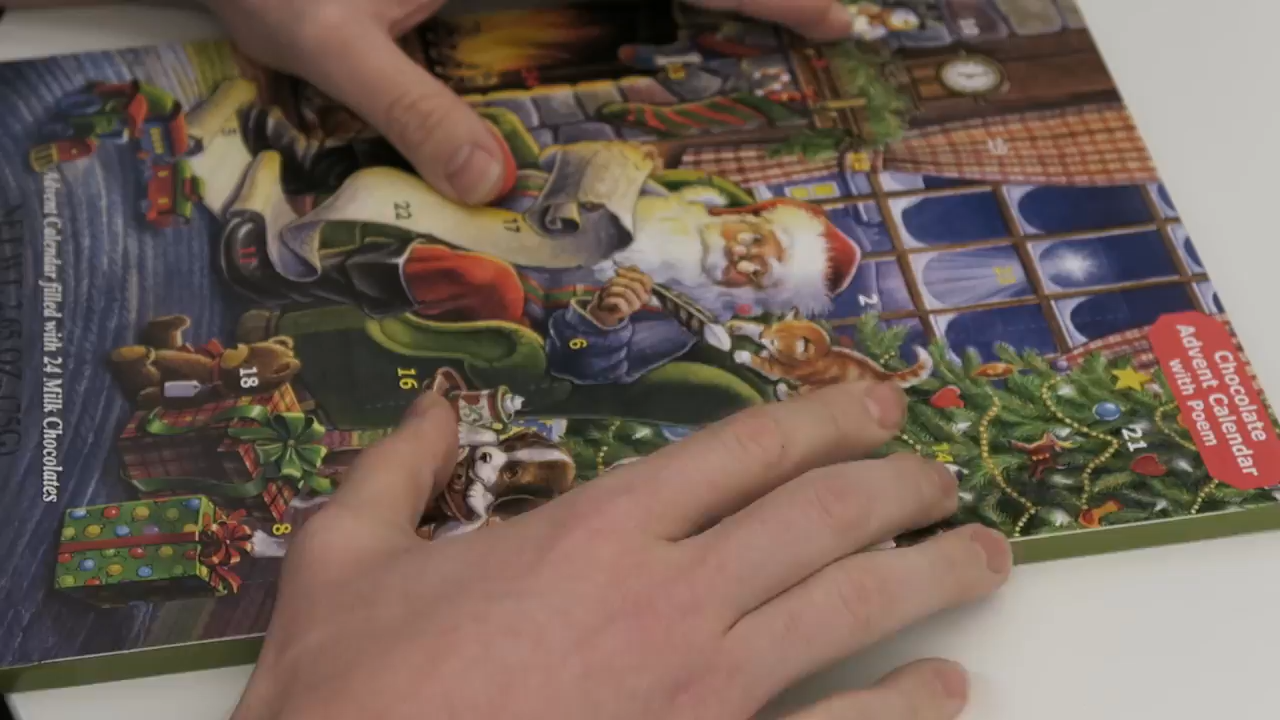 Chocolate
Advent Calendar
with Poem
21
2
22
17
6
16
18
11
8
Advent Calendar filled with 24 Milk Chocolates